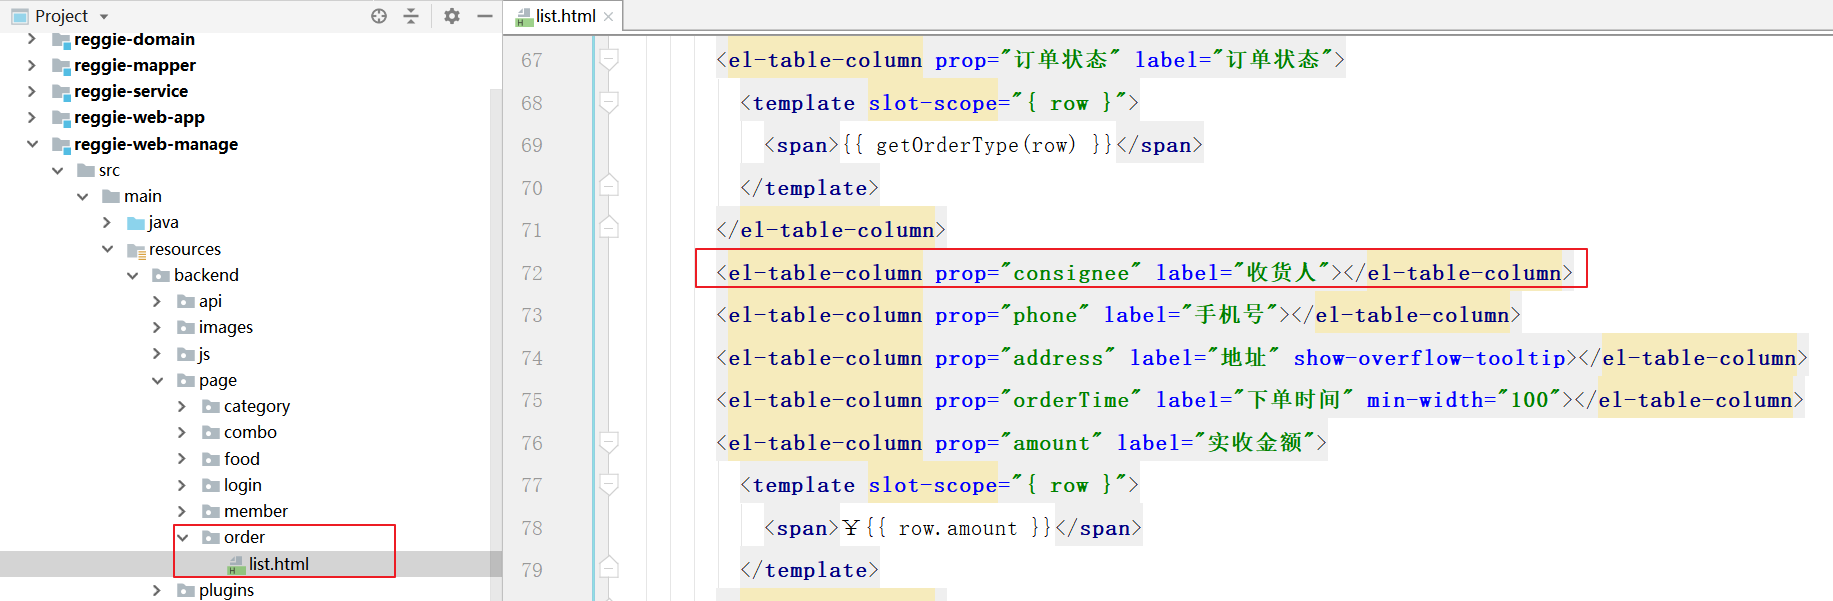 Project
reggie-domain
reggie-mapper
reggie-service
reggie-web-app
reggie-web-manage
src
main
java
resources
backend
api
images
js
page
category
combo
food
login
member
order
list.html
plugins
list.html
67 <el-table-column prop="订单状态" label="订单状态">
68 <template slot-scope="{ row }">
69 <span>{{ getOrderType(row) }}</span>
70 </template>
71 </el-table-column>
72 <el-table-column prop="consignee" label="收货人"></el-table-column>
73 <el-table-column prop="phone" label="手机号"></el-table-column>
74 <el-table-column prop="address" label="地址" show-overflow-tooltip></el-table-column>
75 <el-table-column prop="orderTime" label="下单时间" min-width="100"></el-table-column>
76 <el-table-column prop="amount" label="实收金额">
77 <template slot-scope="{ row }">
78 <span>￥{{ row.amount }}</span>
79 </template>